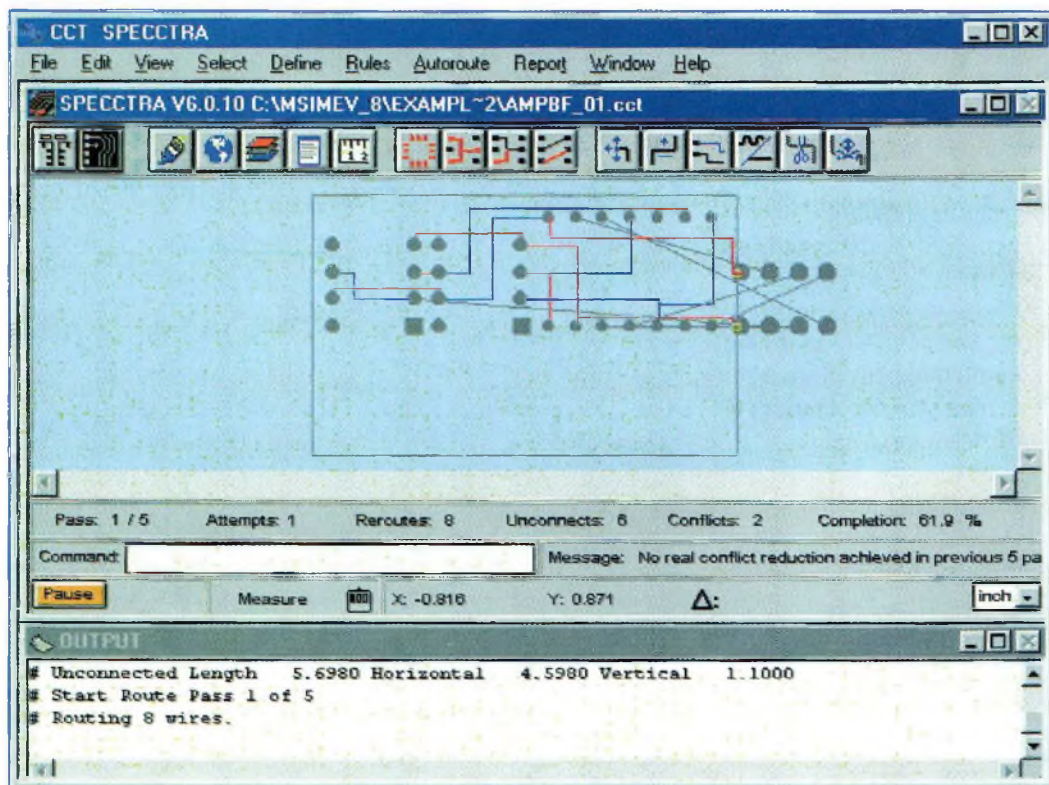 CCT SPECCTRA
File Edit View Select Define Rules Autoroute Report Window Help
SPECCTRA V6.0.10 C:\MSIMEV_8\EXAMPL~2\AMPBF_01.cct
Pass: 1 / 5 Attempts: 1 Reroutes: 8 Unconnects: 6 Conflicts: 2 Completion: 61.9 %
Command: Message: No real conflict reduction achieved in previous 5 pa
Pause Measure X: -0.816 Y: 0.871 Δ: inch
OUTPUT
# Unconnected Length 5.6980 Horizontal 4.5980 Vertical 1.1000
# Start Route Pass 1 of 5
# Routing 8 wires.